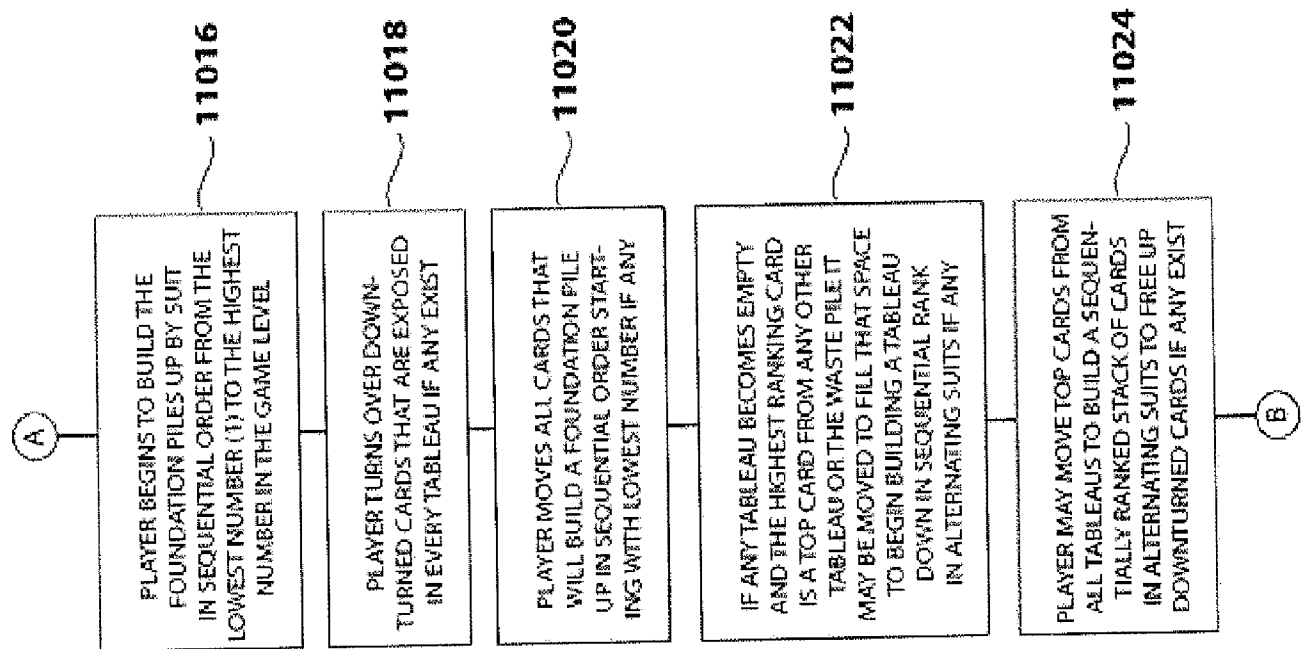 A
PLAYER BEGINS TO BUILD THE
FOUNDATION PILES UP BY SUIT
IN SEQUENTIAL ORDER FROM THE
LOWEST NUMBER (1) TO THE HIGHEST
NUMBER IN THE GAME LEVEL
11016
PLAYER TURNS OVER DOWN-
TURNED CARDS THAT ARE EXPOSED
IN EVERY TABLEAU IF ANY EXIST
11018
PLAYER MOVES ALL CARDS THAT
WILL BUILD A FOUNDATION PILE
UP IN SEQUENTIAL ORDER START-
ING WITH LOWEST NUMBER IF ANY
11020
IF ANY TABLEAU BECOMES EMPTY
AND THE HIGHEST RANKING CARD
IS A TOP CARD FROM ANY OTHER
TABLEAU OR THE WASTE PILE IT
MAY BE MOVED TO FILL THAT SPACE
TO BEGIN BUILDING A TABLEAU
DOWN IN SEQUENTIAL RANK
IN ALTERNATING SUITS IF ANY
11022
PLAYER MAY MOVE TOP CARDS FROM
ALL TABLEAUS TO BUILD A SEQUEN-
TIALLY RANKED STACK OF CARDS
IN ALTERNATING SUITS TO FREE UP
DOWNTURNED CARDS IF ANY EXIST
11024
B